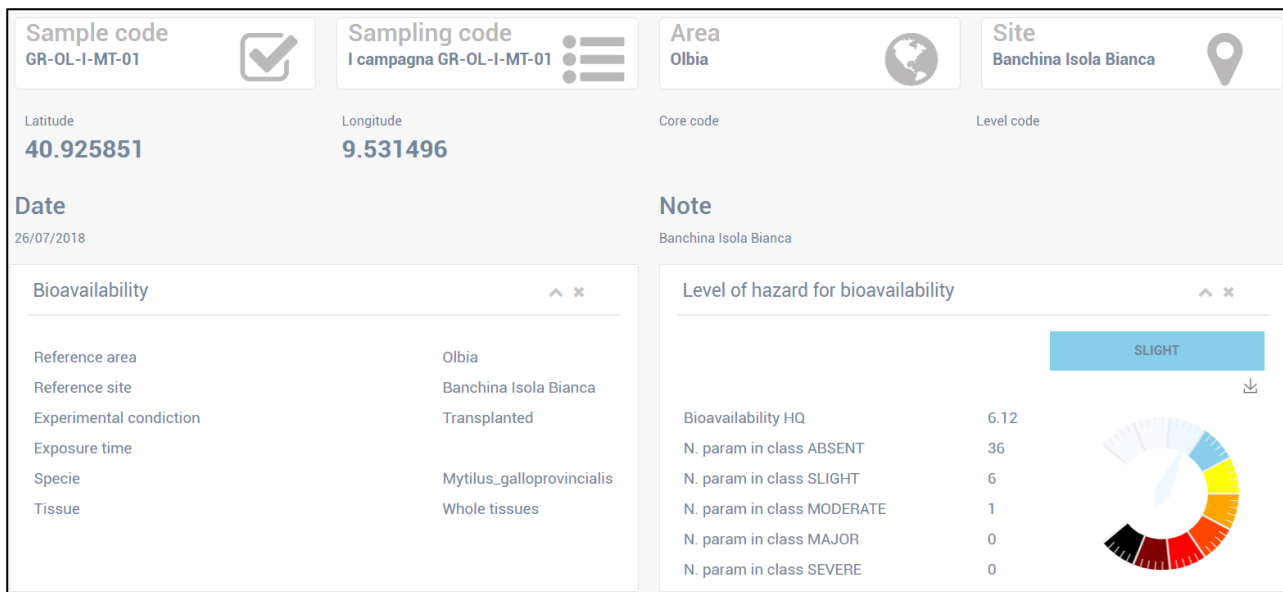 Sample code
GR-OL-I-MT-01
Sampling code
I campagna GR-OL-I-MT-01
Area
Olbia
Site
Banchina Isola Bianca
Latitude
40.925851
Longitude
9.531496
Core code
Level code
Date
26/07/2018
Note
Banchina Isola Bianca
Bioavailability
Reference area Olbia
Reference site Banchina Isola Bianca
Experimental condiction Transplanted
Exposure time
Specie Mytilus_galloprovincialis
Tissue Whole tissues
Level of hazard for bioavailability
SLIGHT
Bioavailability HQ 6.12
N. param in class ABSENT 36
N. param in class SLIGHT 6
N. param in class MODERATE 1
N. param in class MAJOR 0
N. param in class SEVERE 0